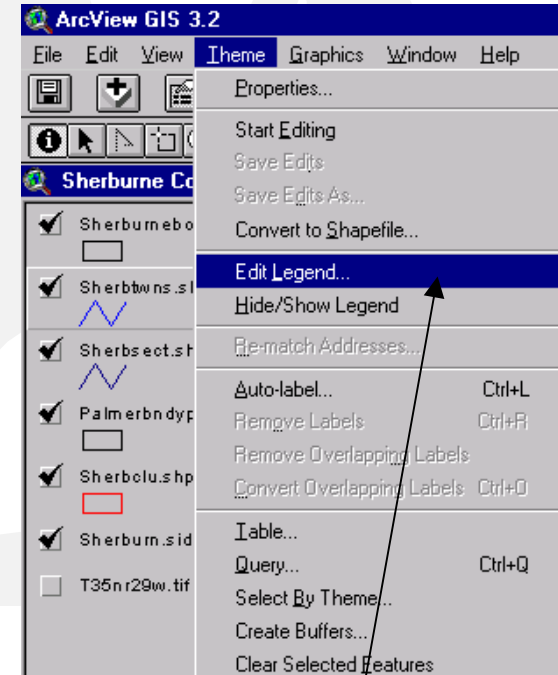 ArcView GIS 3.2
File Edit View Theme Graphics Window Help
Properties...
Start Editing
Save Edits
Sherburne Co
Save Edits As...
Sherburnebo
Convert to Shapefile...
Edit Legend...
Sherbtwns.sl
Hide/Show Legend
Sherbsect.sh
Re-match Addresses...
Auto-label... Ctrl+L
Palmerbndyp
Remove Labels Ctrl+R
Remove Overlapping Labels
Sherbclu.shp
Convert Overlapping Labels Ctrl+O
Sherburn.sid
Table...
Query... Ctrl+Q
T35nr29w.tif
Select By Theme...
Create Buffers...
Clear Selected Features